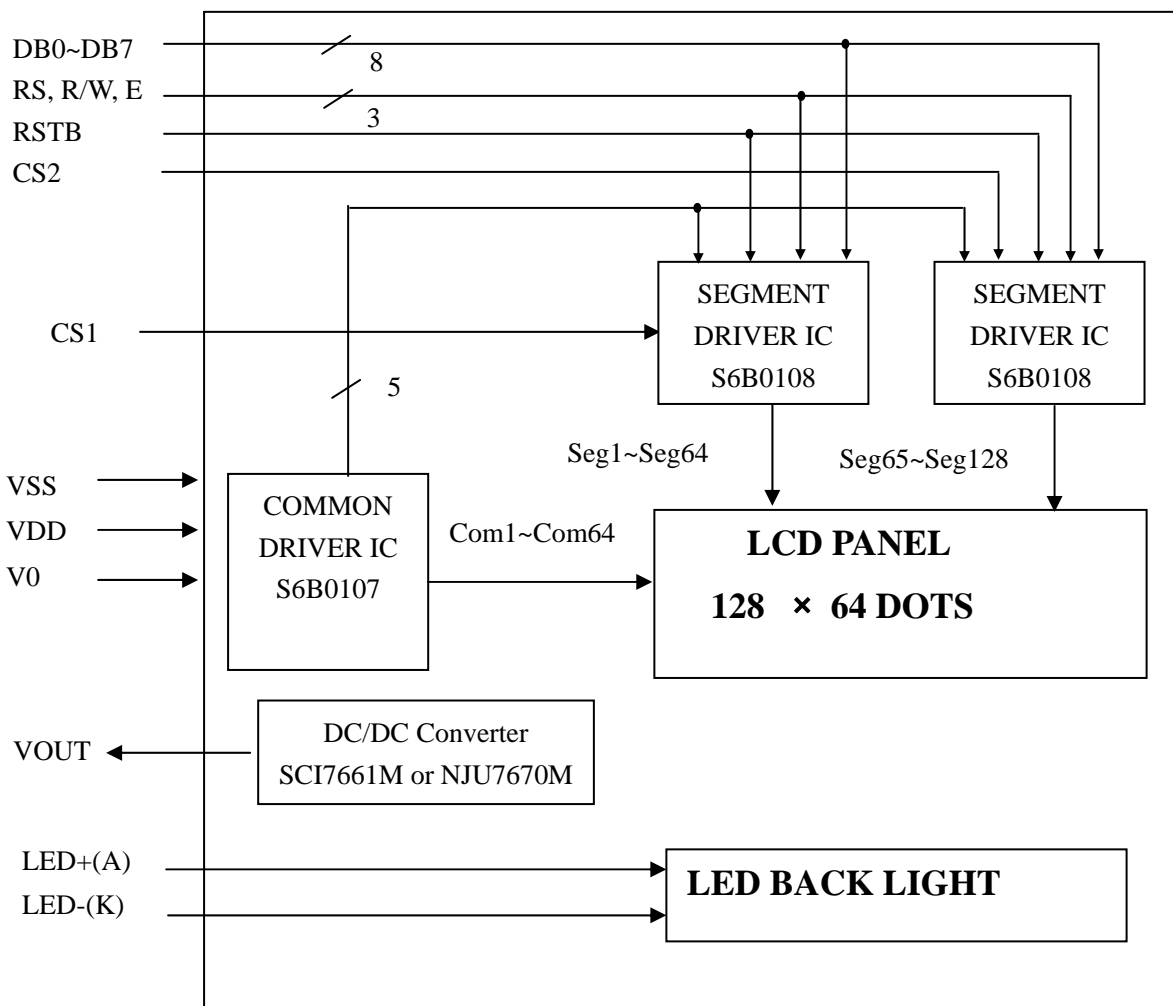 DB0~DB7
8
RS, R/W, E
3
RSTB
CS2
SEGMENT
DRIVER IC
S6B0108
SEGMENT
DRIVER IC
S6B0108
CS1
5
Seg1~Seg64
Seg65~Seg128
VSS
VDD
V0
COMMON
DRIVER IC
S6B0107
Com1~Com64
LCD PANEL
128 × 64 DOTS
VOUT
DC/DC Converter
SCI7661M or NJU7670M
LED+(A)
LED-(K)
LED BACK LIGHT